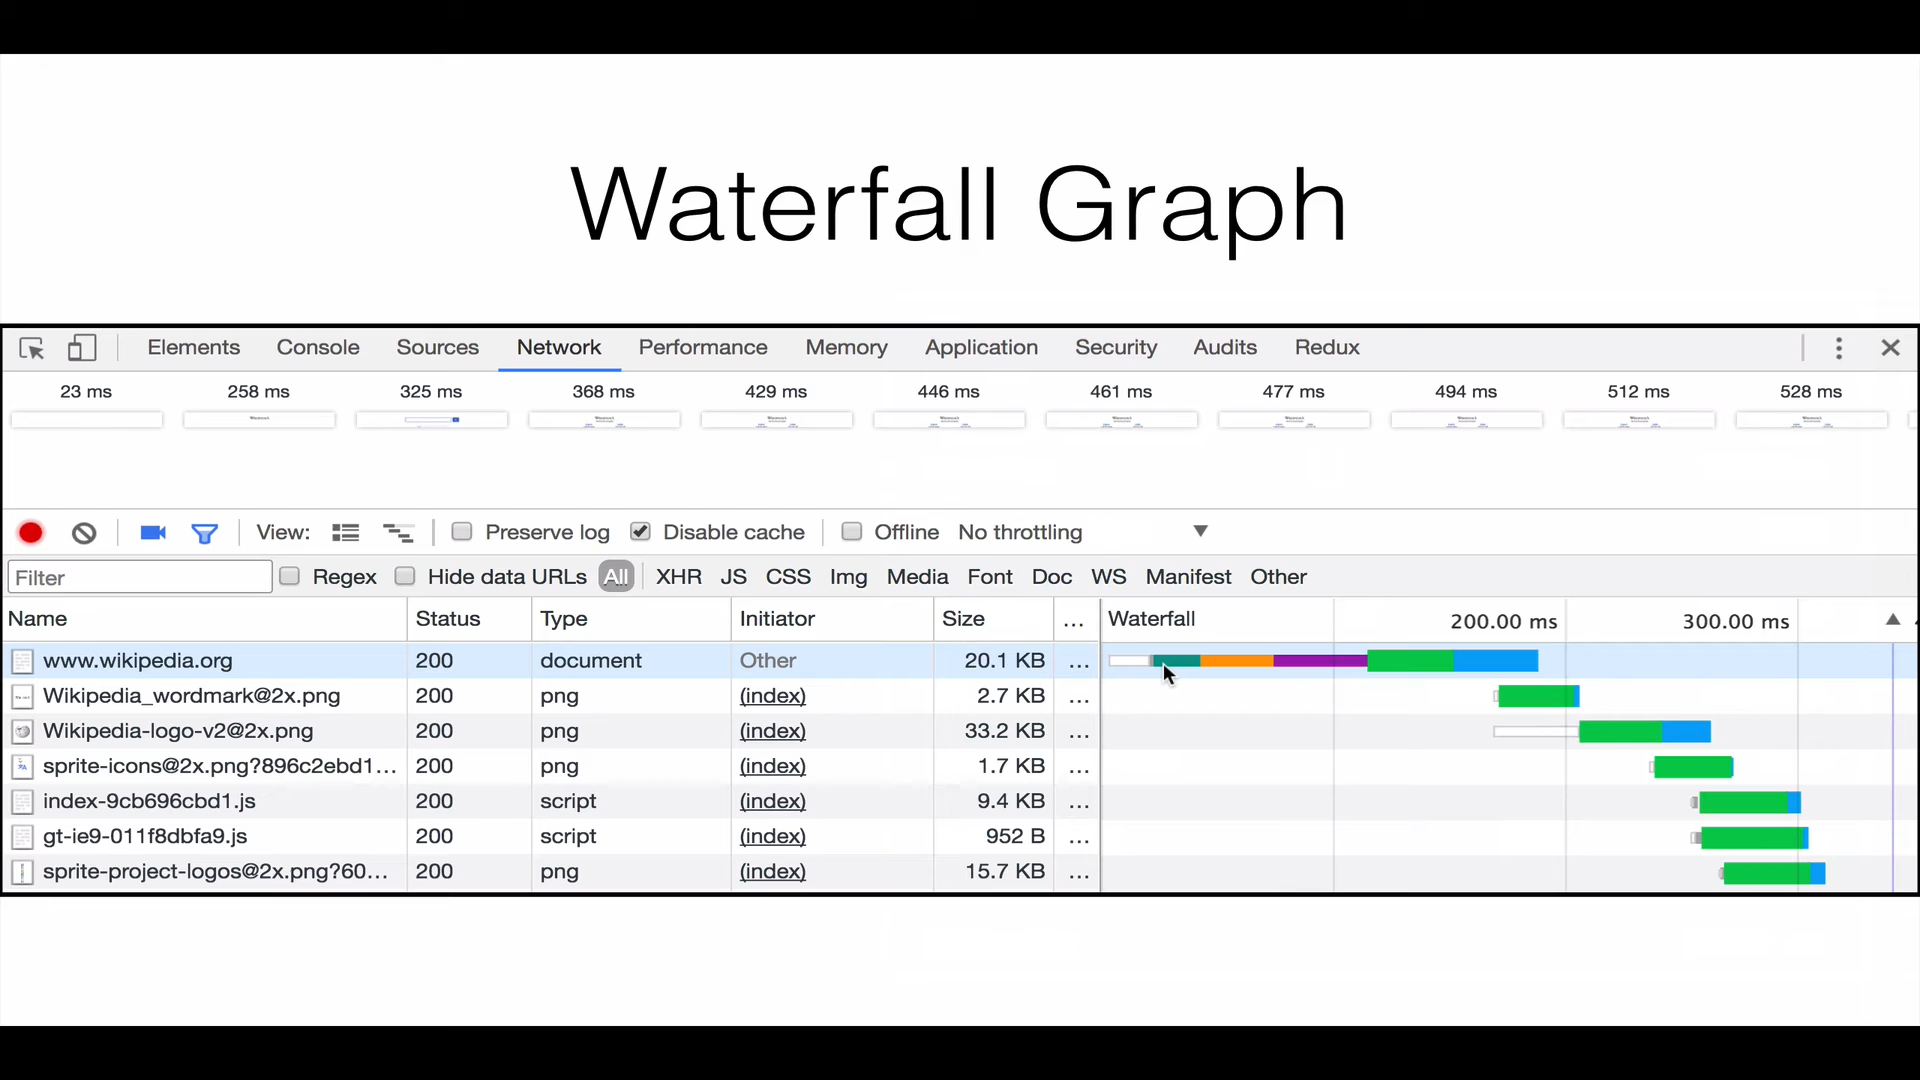 Waterfall Graph
Elements Console Sources Network Performance Memory Application Security Audits Redux
23 ms 258 ms 325 ms 368 ms 429 ms 446 ms 461 ms 477 ms 494 ms 512 ms 528 ms
View: Preserve log Disable cache Offline No throttling
Filter Regex Hide data URLs All XHR JS CSS Img Media Font Doc WS Manifest Other
Name Status Type Initiator Size ... Waterfall 200.00 ms 300.00 ms
www.wikipedia.org 200 document Other 20.1 KB ...
Wikipedia_wordmark@2x.png 200 png (index) 2.7 KB ...
Wikipedia-logo-v2@2x.png 200 png (index) 33.2 KB ...
sprite-icons@2x.png?896c2ebd1... 200 png (index) 1.7 KB ...
index-9cb696cbd1.js 200 script (index) 9.4 KB ...
gt-ie9-011f8dbfa9.js 200 script (index) 952 B ...
sprite-project-logos@2x.png?60... 200 png (index) 15.7 KB ...